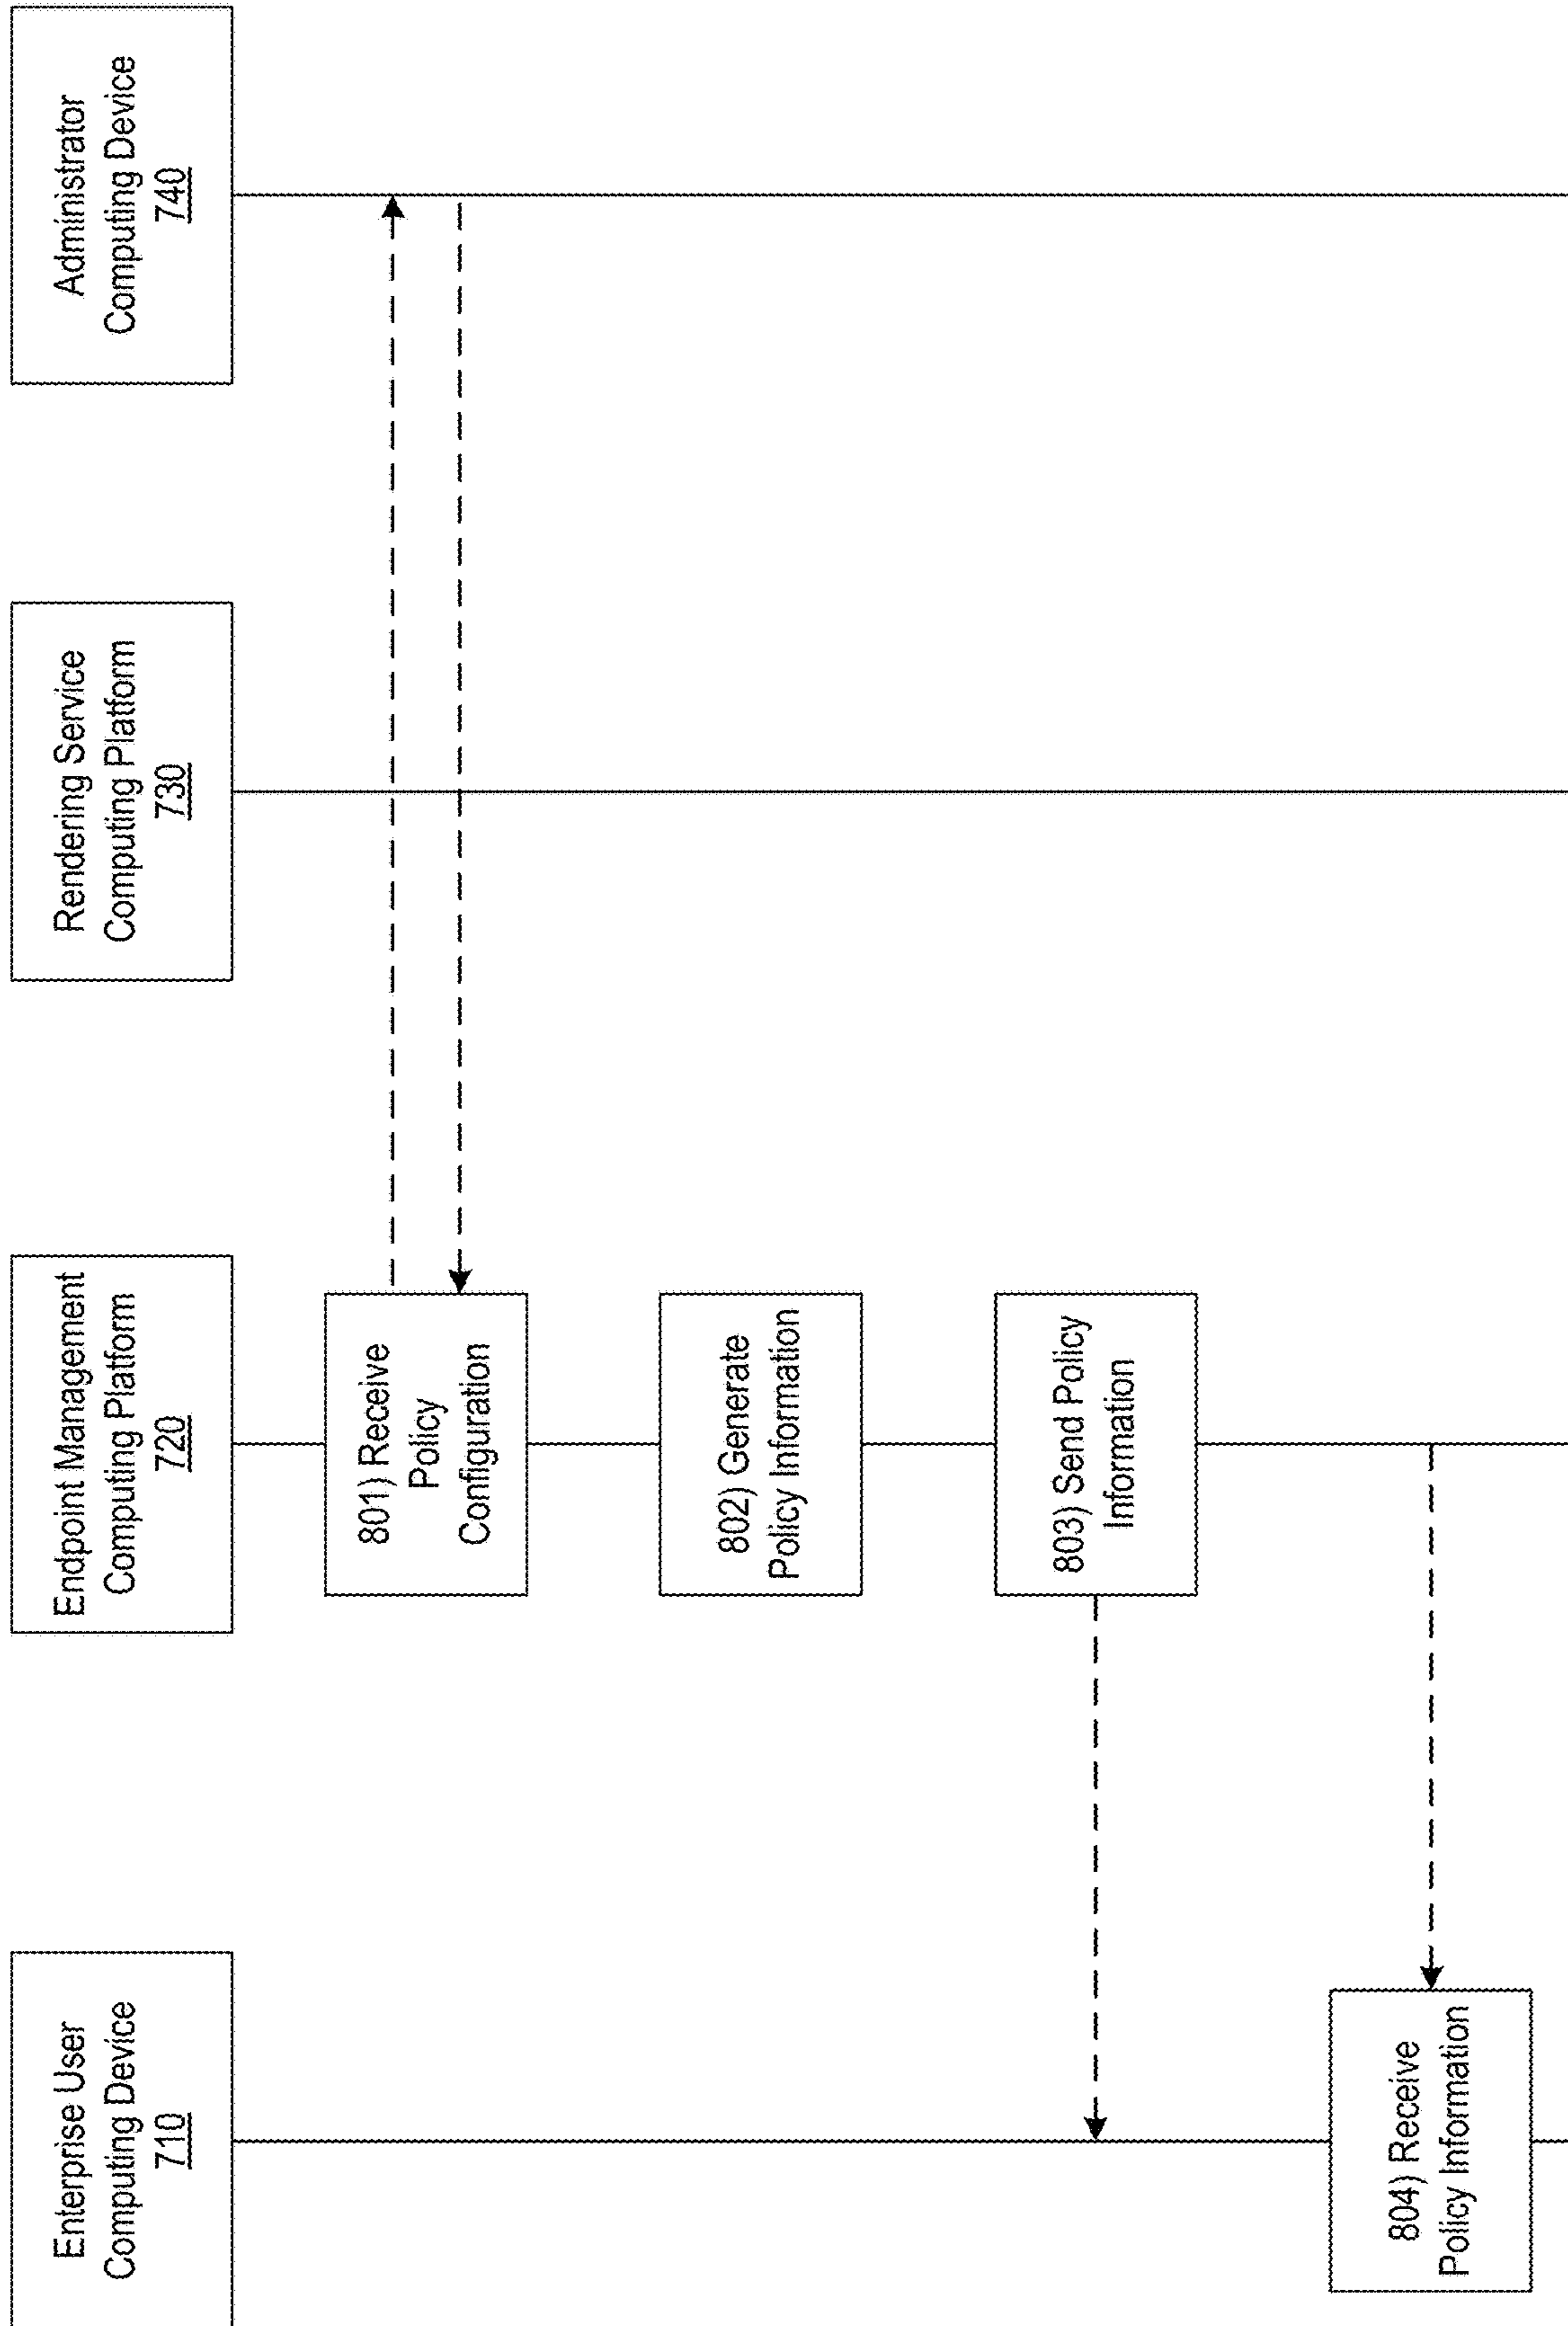 Enterprise User
Computing Device
710
Endpoint Management
Computing Platform
720
Rendering Service
Computing Platform
730
Administrator
Computing Device
740
801) Receive
Policy
Configuration
802) Generate
Policy Information
803) Send Policy
Information
804) Receive
Policy Information